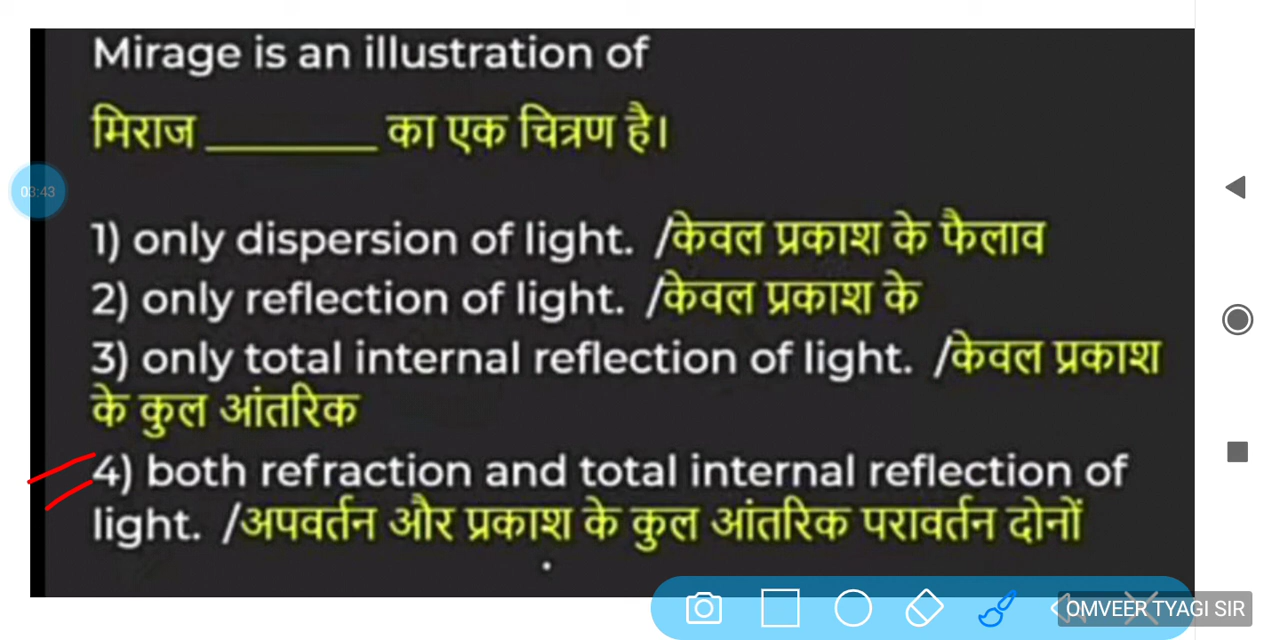 Mirage is an illustration of
मिराज ________ का एक चित्रण है।
03:43
1) only dispersion of light. /केवल प्रकाश के फैलाव
2) only reflection of light. /केवल प्रकाश के
3) only total internal reflection of light. /केवल प्रकाश
के कुल आंतरिक
4) both refraction and total internal reflection of
light. /अपवर्तन और प्रकाश के कुल आंतरिक परावर्तन दोनों
OMVEER TYAGI SIR